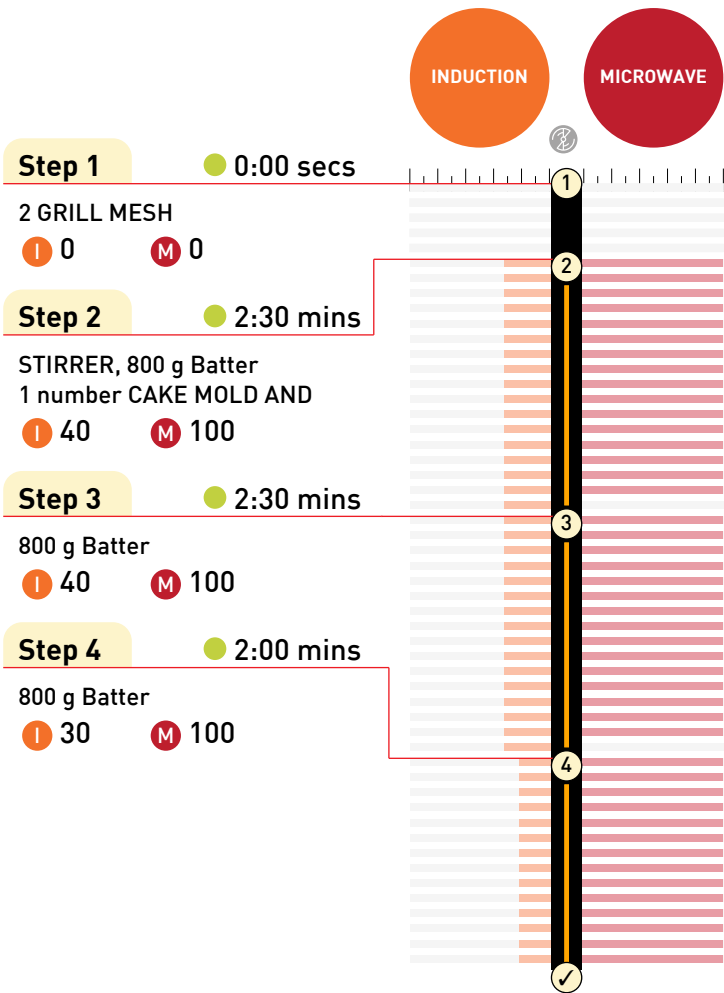 INDUCTION
MICROWAVE
Step 1
0:00 secs
2 GRILL MESH
I 0 M 0
Step 2
2:30 mins
STIRRER, 800 g Batter
1 number CAKE MOLD AND
I 40 M 100
Step 3
2:30 mins
800 g Batter
I 40 M 100
Step 4
2:00 mins
800 g Batter
I 30 M 100
1
2
3
4
✓